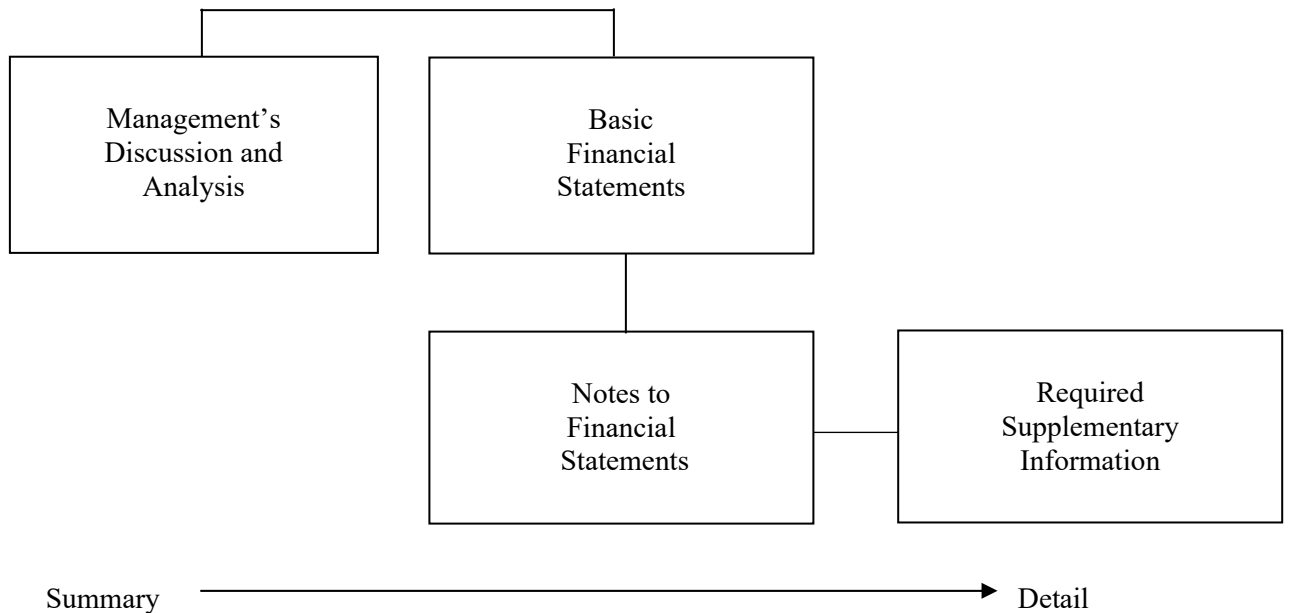 Management’s
Discussion and
Analysis
Basic
Financial
Statements
Notes to
Financial
Statements
Required
Supplementary
Information
Summary
Detail